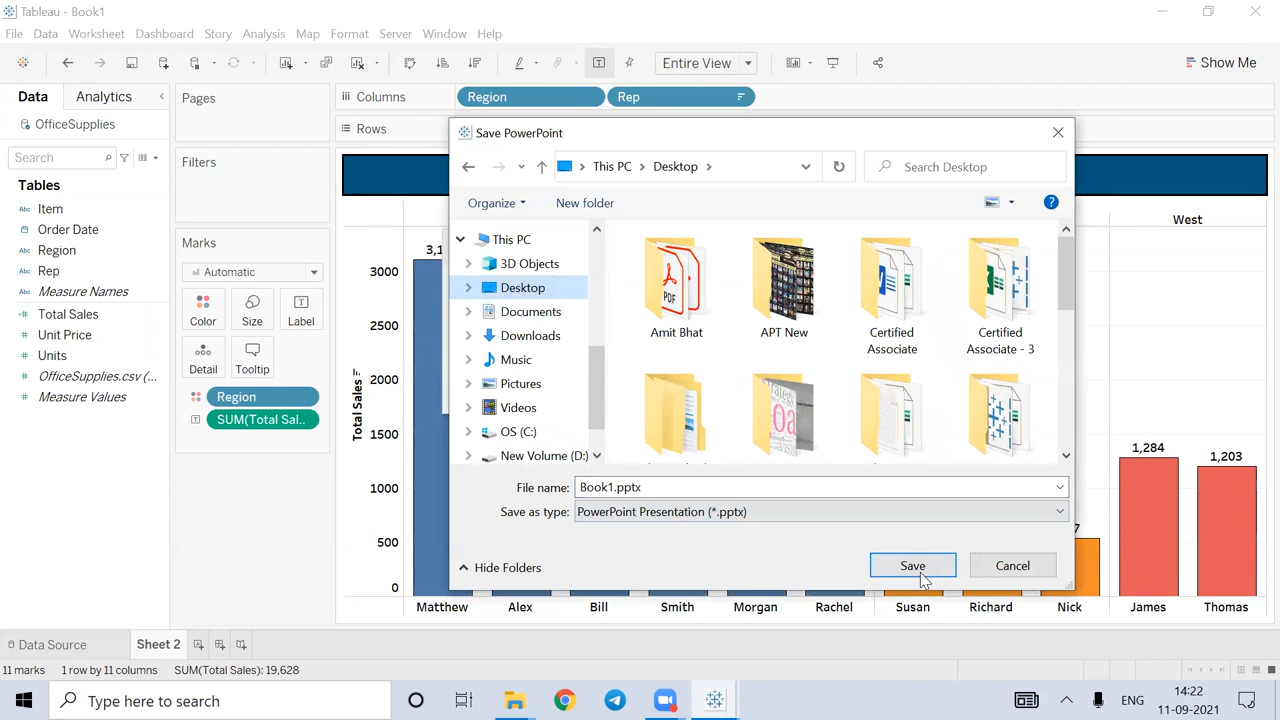 Tableau - Book1
File Data Worksheet Dashboard Story Analysis Map Format Server Window Help
Entire View
Show Me
Data Analytics
OfficeSupplies
Search
Tables
Abc Item
Order Date
Abc Region
Abc Rep
Abc Measure Names
# Total Sales
# Unit Price
# Units
# OfficeSupplies.csv (...
# Measure Values
Pages
Filters
Marks
Automatic
Color Size Label
Detail Tooltip
Region
SUM(Total Sal..
Columns
Region Rep
Rows
Total Sales
3000
2500
2000
1500
1000
500
0
3,1
West
1,284
1,203
7
Matthew Alex Bill Smith Morgan Rachel Susan Richard Nick James Thomas
Save PowerPoint
This PC Desktop
Search Desktop
Organize New folder
This PC
3D Objects
Desktop
Documents
Downloads
Music
Pictures
Videos
OS (C:)
New Volume (D:)
PDF
Amit Bhat
APT New
Certified Associate
Certified Associate - 3
File name: Book1.pptx
Save as type: PowerPoint Presentation (*.pptx)
Hide Folders
Save Cancel
Data Source Sheet 2
11 marks 1 row by 11 columns SUM(Total Sales): 19,628
Type here to search
ENG
14:22
11-09-2021